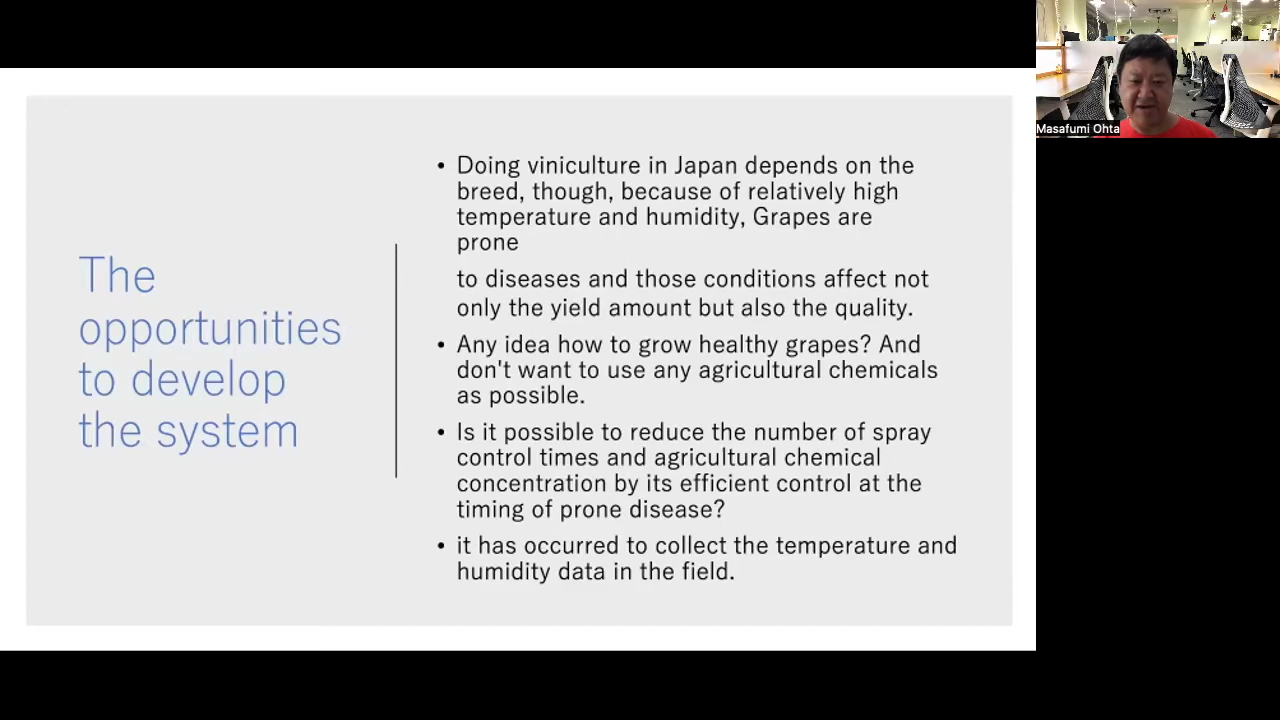 The
opportunities
to develop
the system
• Doing viniculture in Japan depends on the
breed, though, because of relatively high
temperature and humidity, Grapes are
prone
to diseases and those conditions affect not
only the yield amount but also the quality.
• Any idea how to grow healthy grapes? And
don't want to use any agricultural chemicals
as possible.
• Is it possible to reduce the number of spray
control times and agricultural chemical
concentration by its efficient control at the
timing of prone disease?
• it has occurred to collect the temperature and
humidity data in the field.
Masafumi Ohta